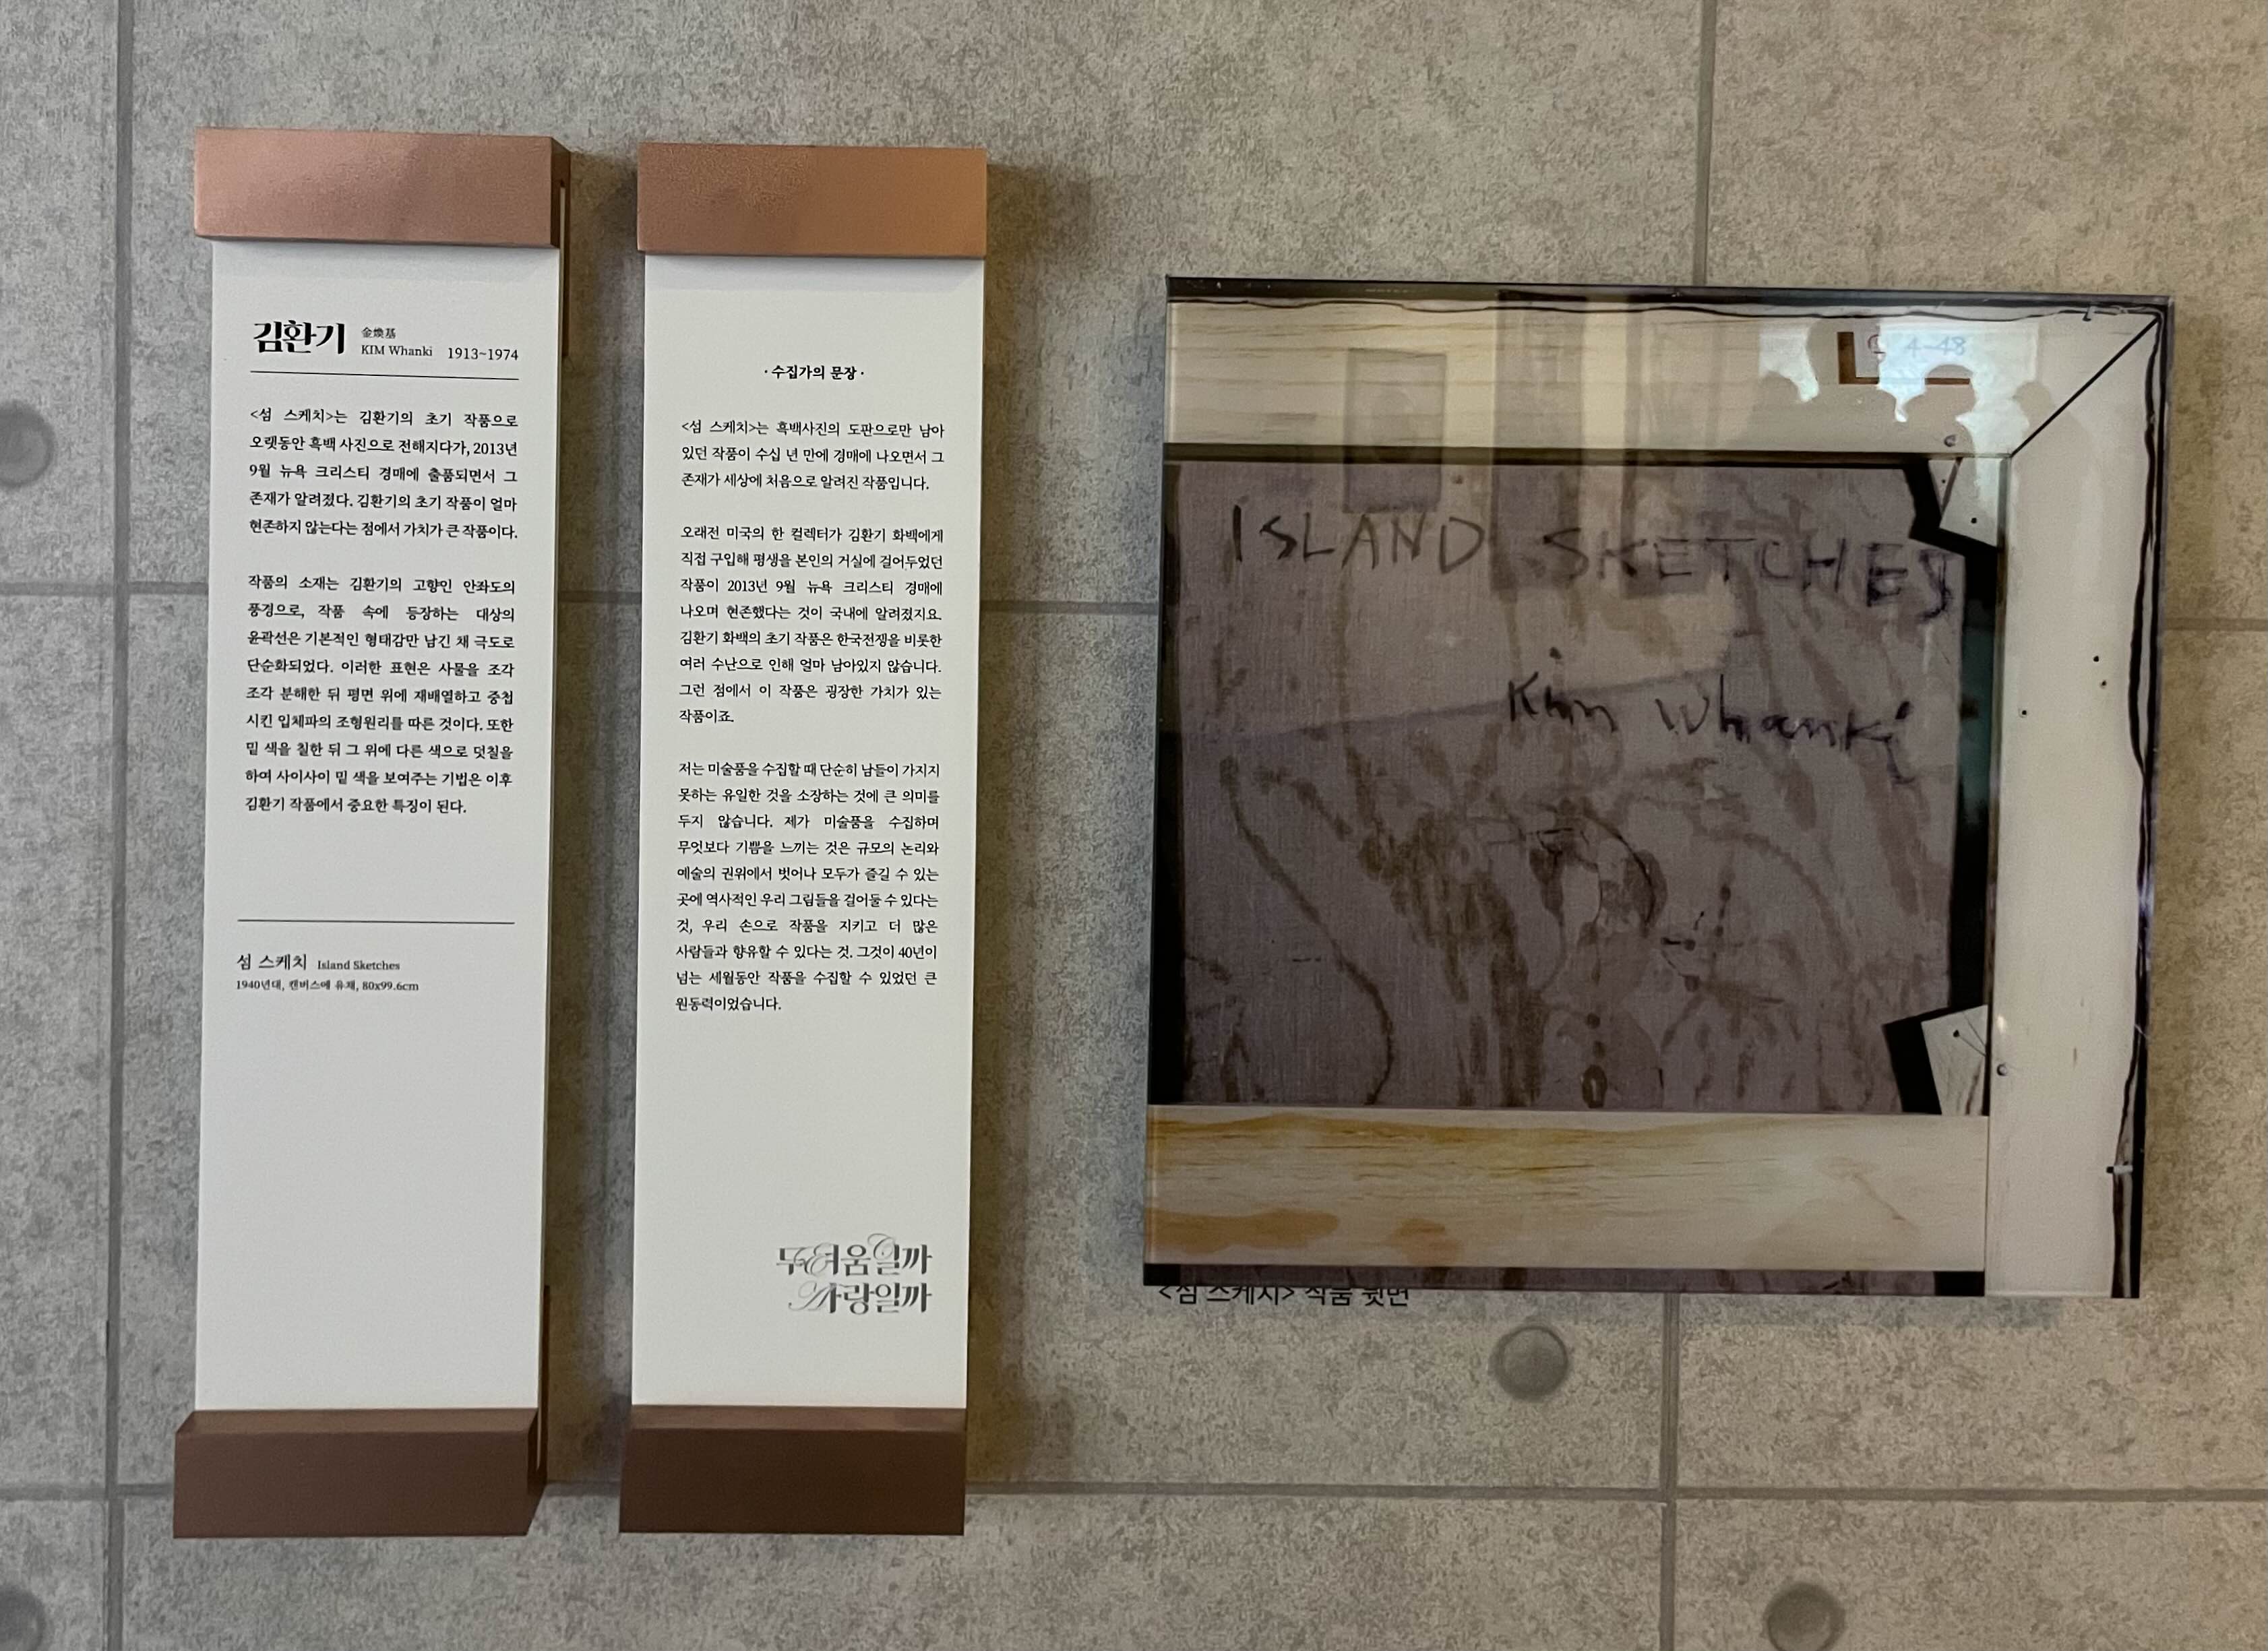 김환기
金煥基
KIM Whanki 1913~1974
<섬 스케치>는 김환기의 초기 작품으로
오랫동안 흑백 사진으로 전해지다가, 2013년
9월 뉴욕 크리스티 경매에 출품되면서 그
존재가 알려졌다. 김환기의 초기 작품이 얼마
현존하지 않는다는 점에서 가치가 큰 작품이다.
작품의 소재는 김환기의 고향인 안좌도의
풍경으로, 작품 속에 등장하는 대상의
윤곽선은 기본적인 형태감만 남긴 채 극도로
단순화되었다. 이러한 표현은 사물을 조각
조각 분해한 뒤 평면 위에 재배열하고 중첩
시킨 입체파의 조형원리를 따른 것이다. 또한
밑 색을 칠한 뒤 그 위에 다른 색으로 덧칠을
하여 사이사이 밑 색을 보여주는 기법은 이후
김환기 작품에서 중요한 특징이 된다.
섬 스케치 Island Sketches
1940년대, 캔버스에 유채, 80x99.6cm
·수집가의 문장·
<섬 스케치>는 흑백사진의 도판으로만 남아
있던 작품이 수십 년 만에 경매에 나오면서 그
존재가 세상에 처음으로 알려진 작품입니다.
오래전 미국의 한 컬렉터가 김환기 화백에게
직접 구입해 평생을 본인의 거실에 걸어두었던
작품이 2013년 9월 뉴욕 크리스티 경매에
나오며 현존했다는 것이 국내에 알려졌지요.
김환기 화백의 초기 작품은 한국전쟁을 비롯한
여러 수난으로 인해 얼마 남아있지 않습니다.
그런 점에서 이 작품은 굉장한 가치가 있는
작품이죠.
저는 미술품을 수집할 때 단순히 남들이 가지지
못하는 유일한 것을 소장하는 것에 큰 의미를
두지 않습니다. 제가 미술품을 수집하며
무엇보다 기쁨을 느끼는 것은 규모의 논리와
예술의 권위에서 벗어나 모두가 즐길 수 있는
곳에 역사적인 우리 그림들을 걸어둘 수 있다는
것, 우리 손으로 작품을 지키고 더 많은
사람들과 향유할 수 있다는 것. 그것이 40년이
넘는 세월동안 작품을 수집할 수 있었던 큰
원동력이었습니다.
두려움일까
사랑일까
4-48
ISLAND SKETCHES
Kim Whanki
<섬 스케치> 작품 뒷면